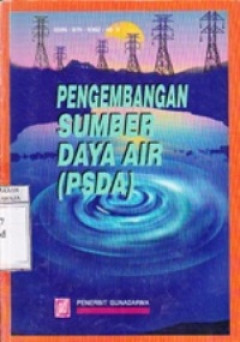 PENGEMBANGAN
SUMBER
DAYA AIR
(PSDA)
PENERBIT GUNADARMA